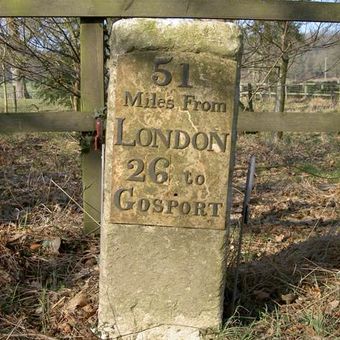 51
Miles From
LONDON
26 to
GOSPORT